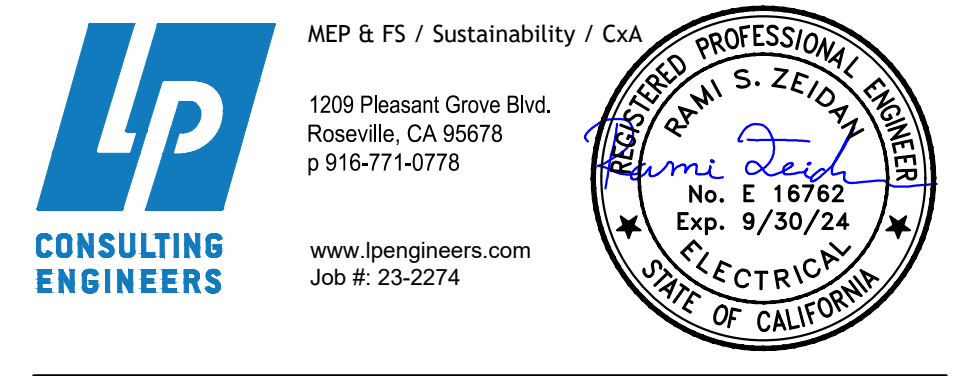 LP
CONSULTING
ENGINEERS
MEP & FS / Sustainability / CxA
1209 Pleasant Grove Blvd.
Roseville, CA 95678
p 916-771-0778
www.lpengineers.com
Job #: 23-2274
REGISTERED PROFESSIONAL ENGINEER
RAMI S. ZEIDAN
Rami Zeidan
No. E 16762
Exp. 9/30/24
ELECTRICAL
STATE OF CALIFORNIA